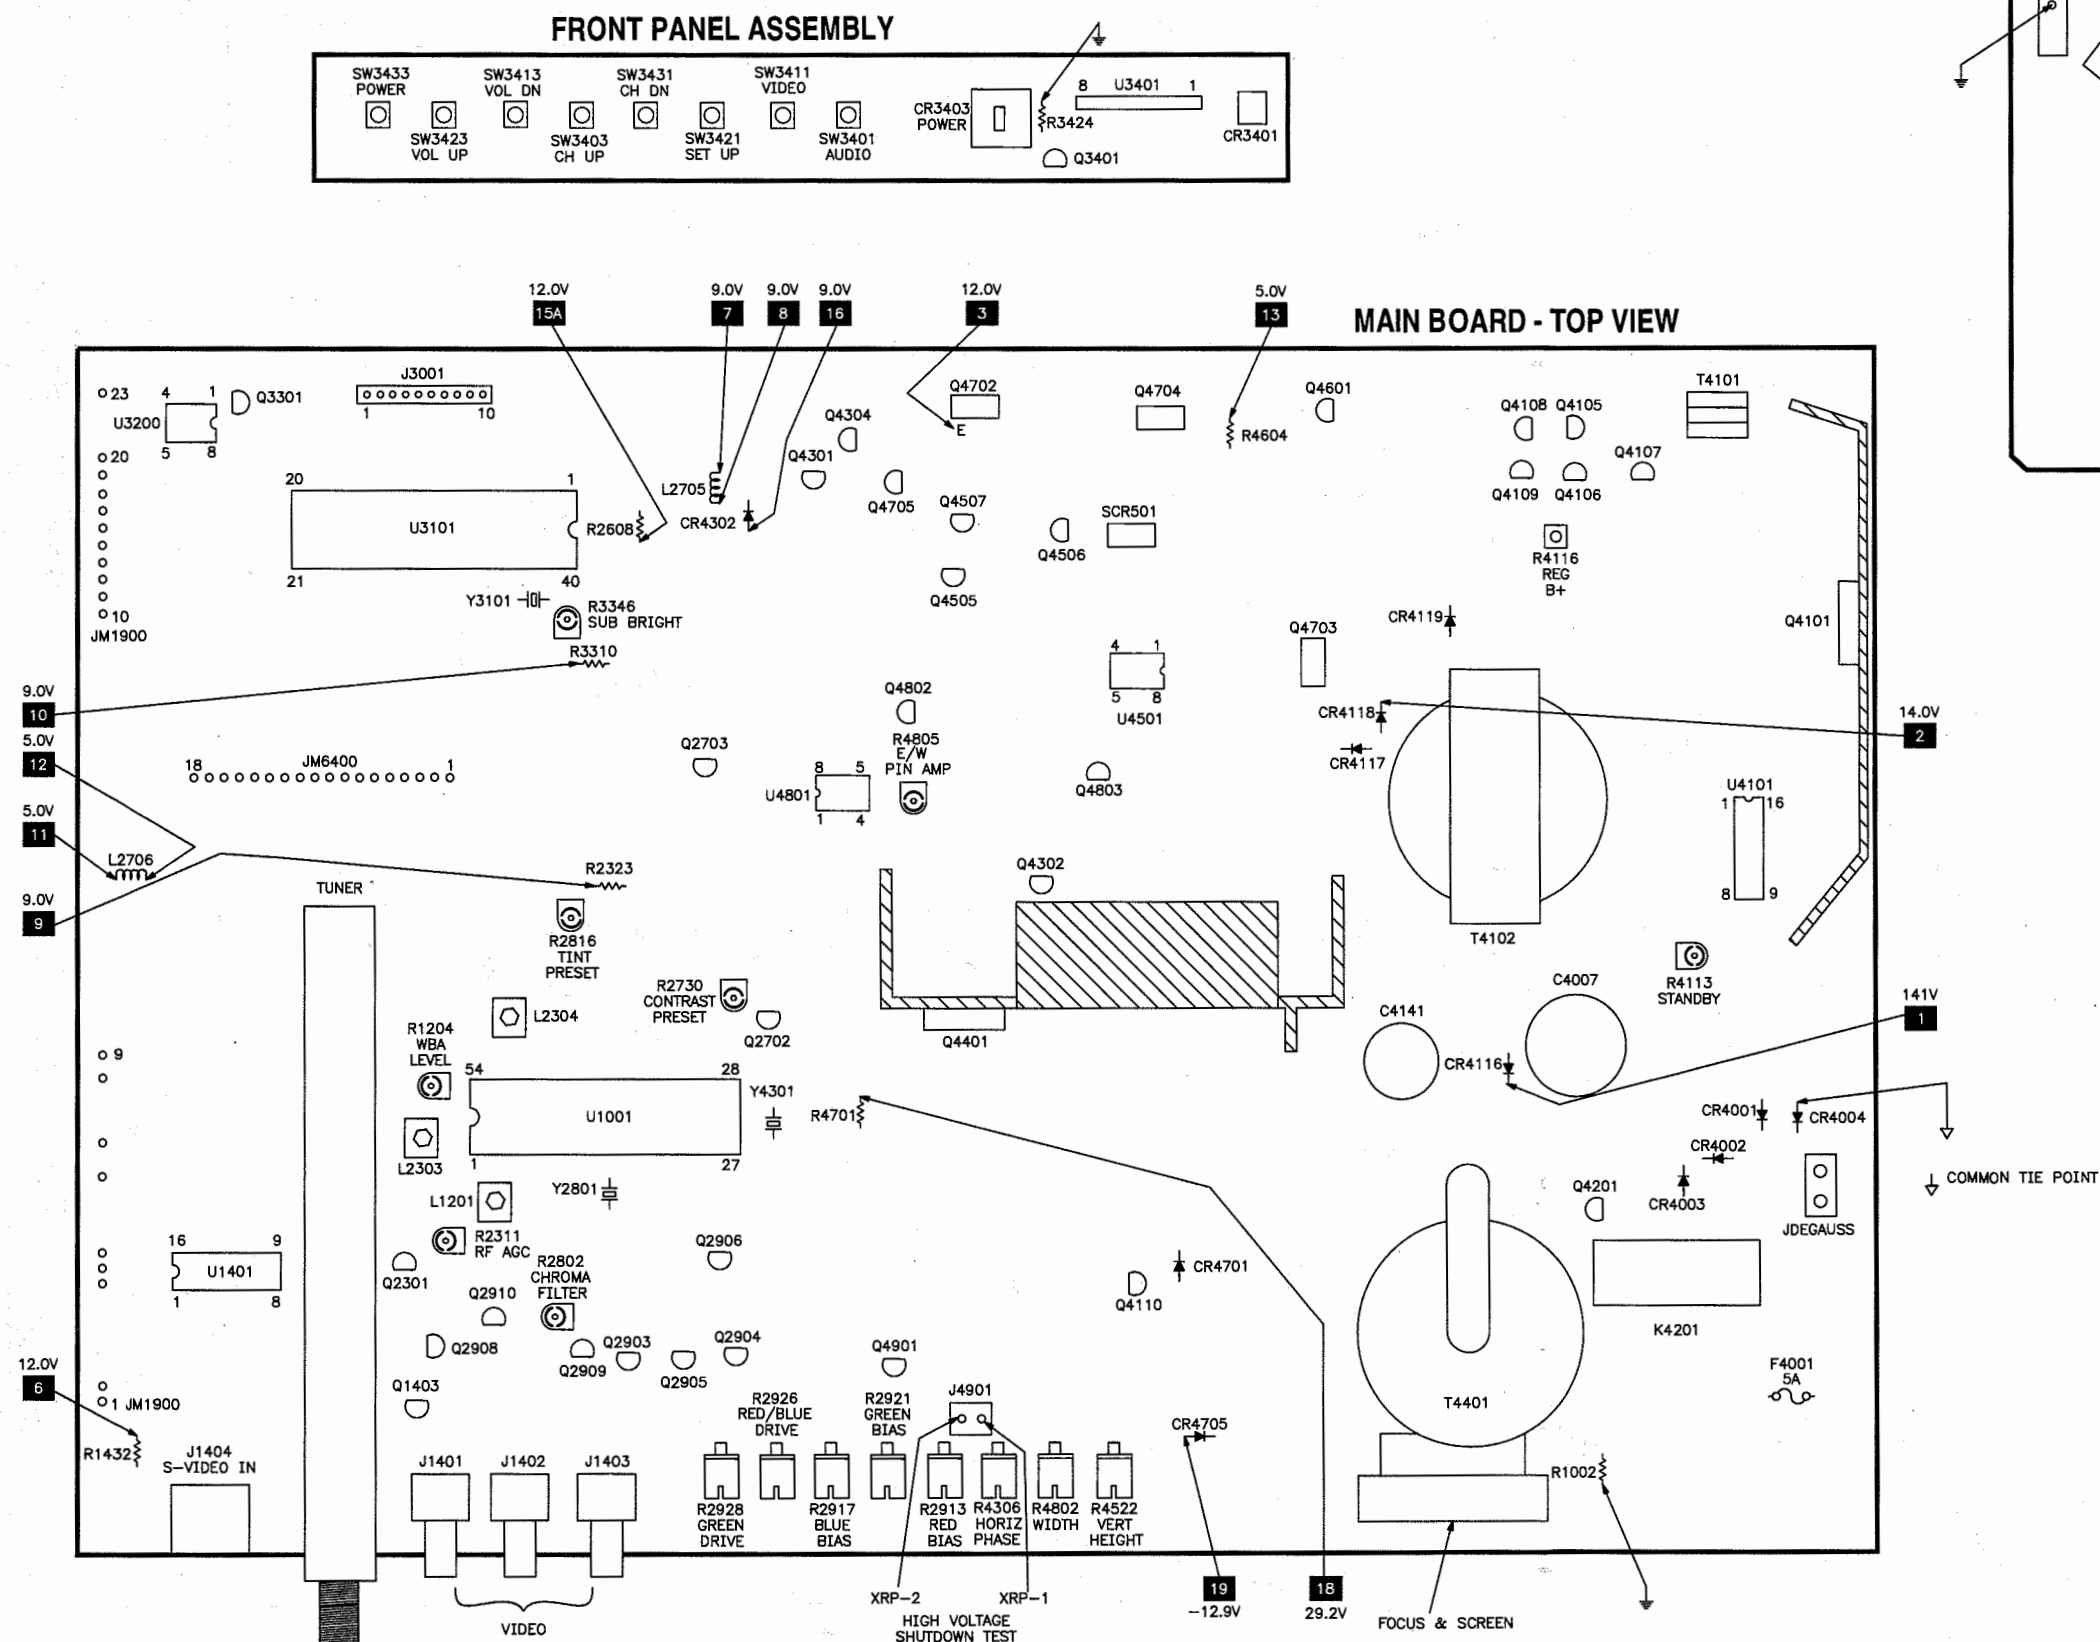 FRONT PANEL ASSEMBLY
SW3433
POWER
SW3413
VOL DN
SW3431
CH DN
SW3411
VIDEO
SW3423
VOL UP
SW3403
CH UP
SW3421
SET UP
SW3401
AUDIO
CR3403
POWER
R3424
8 U3401 1
Q3401
CR3401
12.0V
15A
9.0V
7
9.0V
8
9.0V
16
12.0V
3
5.0V
13
MAIN BOARD - TOP VIEW
23
4 1
U3200
5 8
Q3301
J3001
1 10
Q4304
Q4301
Q4702
E
Q4704
R4604
Q4601
Q4108 Q4105
T4101
Q4107
Q4109 Q4106
20
20 1
U3101
21 40
R2608
L2705
CR4302
Q4705
Q4507
Q4506
SCR501
Q4505
R4116
REG
B+
Y3101
R3346
SUB BRIGHT
10
JM1900
R3310
CR4119
Q4703
Q4101
4 1
5 8
U4501
9.0V
10
Q4802
R4805
E/W
PIN AMP
CR4118
CR4117
14.0V
2
5.0V
12
18 JM6400 1
Q2703
8 5
U4801
1 4
Q4803
U4101
1 16
8 9
5.0V
11
L2706
9.0V
9
TUNER
R2323
R2816
TINT
PRESET
Q4302
T4102
R4113
STANDBY
R2730
CONTRAST
PRESET
Q2702
L2304
Q4401
C4141
C4007
141V
1
R1204
WBA
LEVEL
9
54 28
U1001
1 27
Y4301
R4701
CR4116
CR4001
CR4004
CR4002
CR4003
L2303
L1201
Y2801
Q4201
JDEGAUSS
COMMON TIE POINT
16 9
U1401
1 8
R2311
RF AGC
Q2301
R2802
CHROMA
FILTER
Q2906
CR4701
Q4110
K4201
Q2910
Q2908
Q2909
Q2903
Q2905
Q2904
Q4901
12.0V
6
1 JM1900
Q1403
R1432
J1404
S-VIDEO IN
J1401
J1402
J1403
R2926
RED/BLUE
DRIVE
R2921
GREEN
BIAS
J4901
CR4705
T4401
F4001
5A
R1002
R2928
GREEN
DRIVE
R2917
BLUE
BIAS
R2913
RED
BIAS
R4306
HORIZ
PHASE
R4802
WIDTH
R4522
VERT
HEIGHT
VIDEO
XRP-2
XRP-1
HIGH VOLTAGE
SHUTDOWN TEST
19
-12.9V
18
29.2V
FOCUS & SCREEN